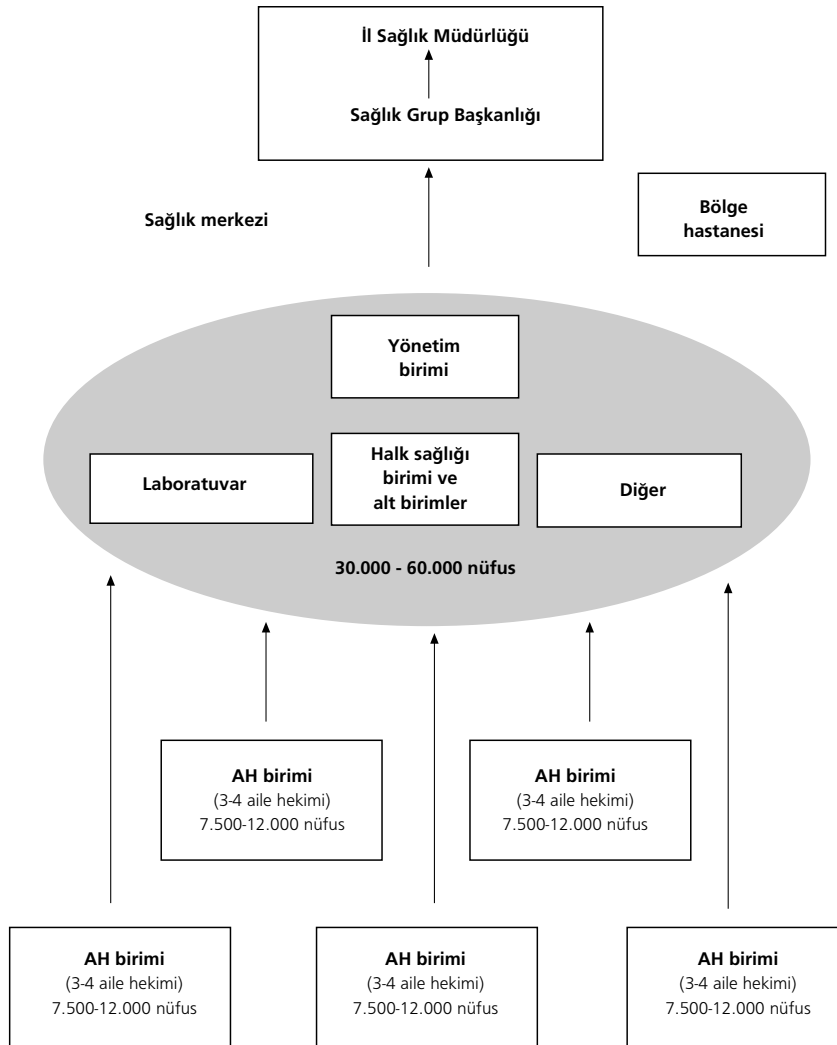 İl Sağlık Müdürlüğü
Sağlık Grup Başkanlığı
Sağlık merkezi
Bölge
hastanesi
Yönetim
birimi
Laboratuvar
Halk sağlığı
birimi ve
alt birimler
Diğer
30.000 - 60.000 nüfus
AH birimi
(3-4 aile hekimi)
7.500-12.000 nüfus
AH birimi
(3-4 aile hekimi)
7.500-12.000 nüfus
AH birimi
(3-4 aile hekimi)
7.500-12.000 nüfus
AH birimi
(3-4 aile hekimi)
7.500-12.000 nüfus
AH birimi
(3-4 aile hekimi)
7.500-12.000 nüfus